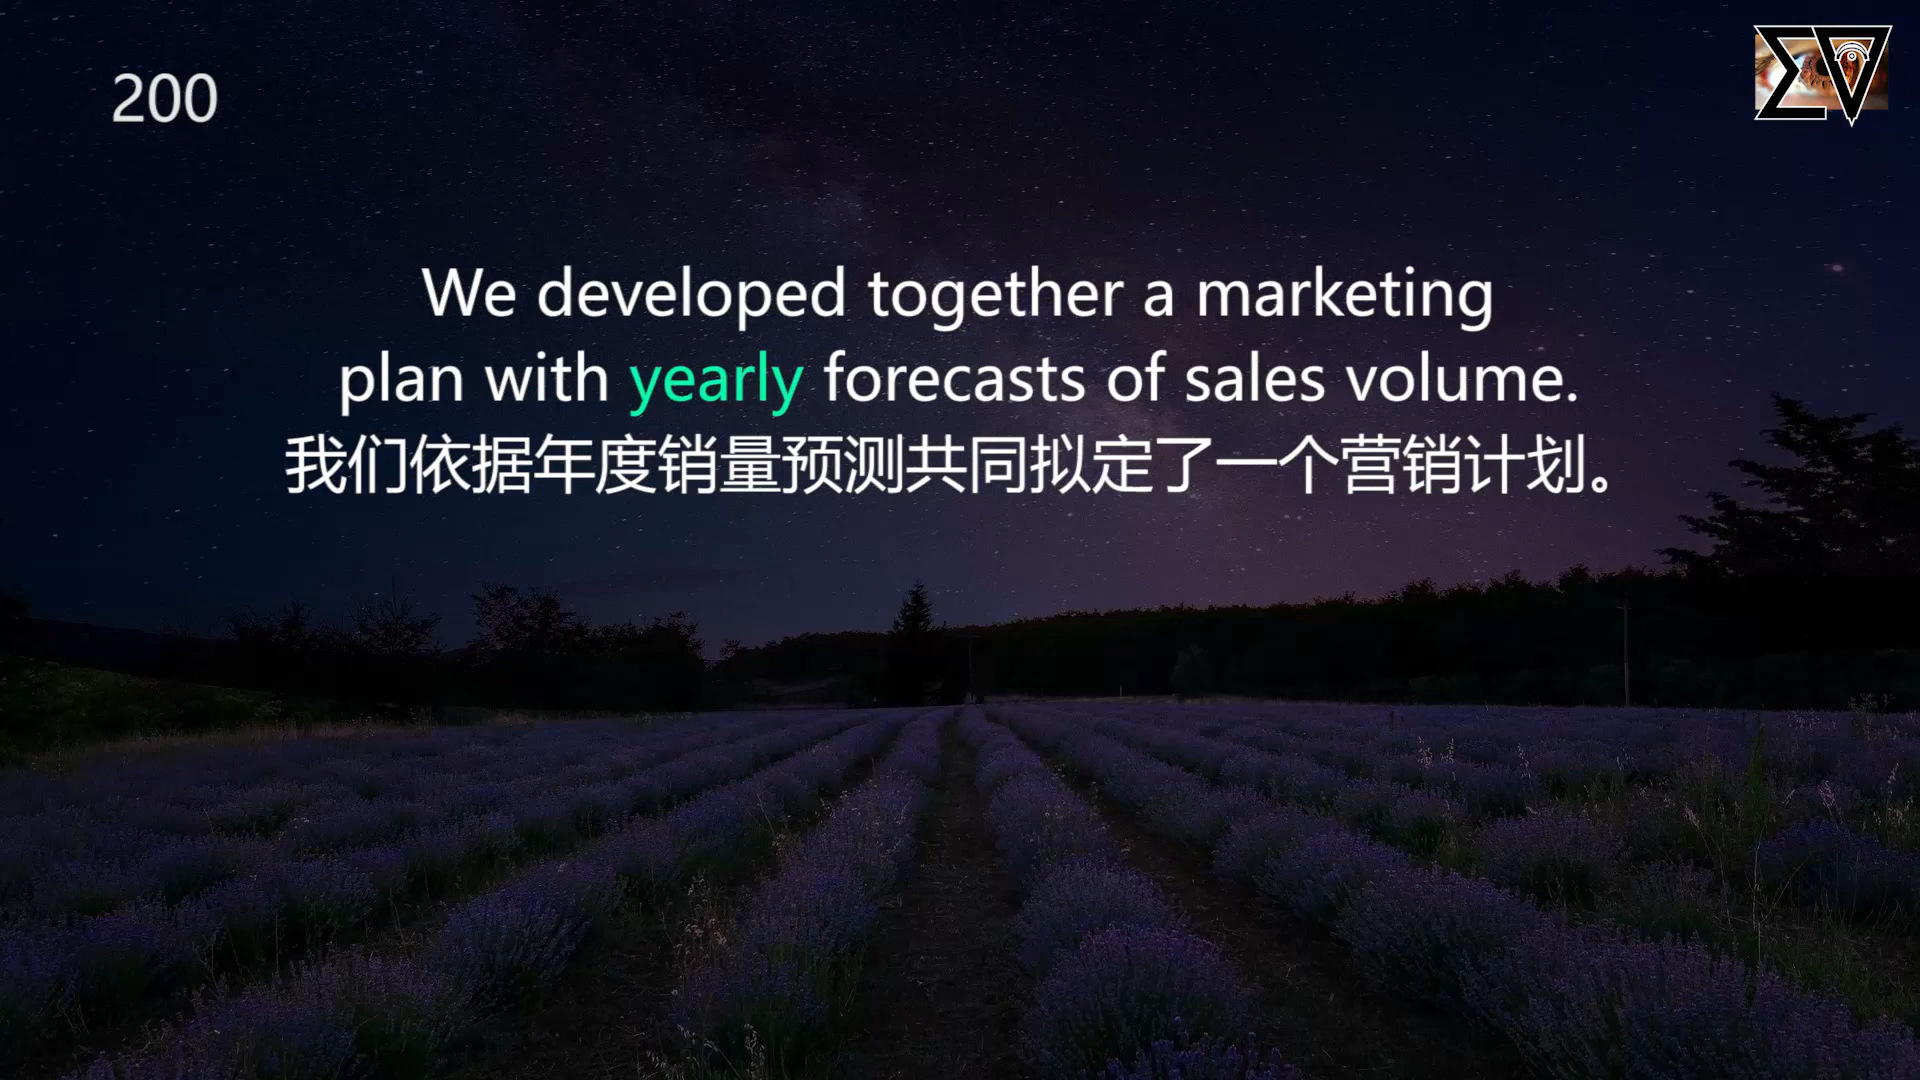 200
We developed together a marketing
plan with yearly forecasts of sales volume.
我们依据年度销量预测共同拟定了一个营销计划。